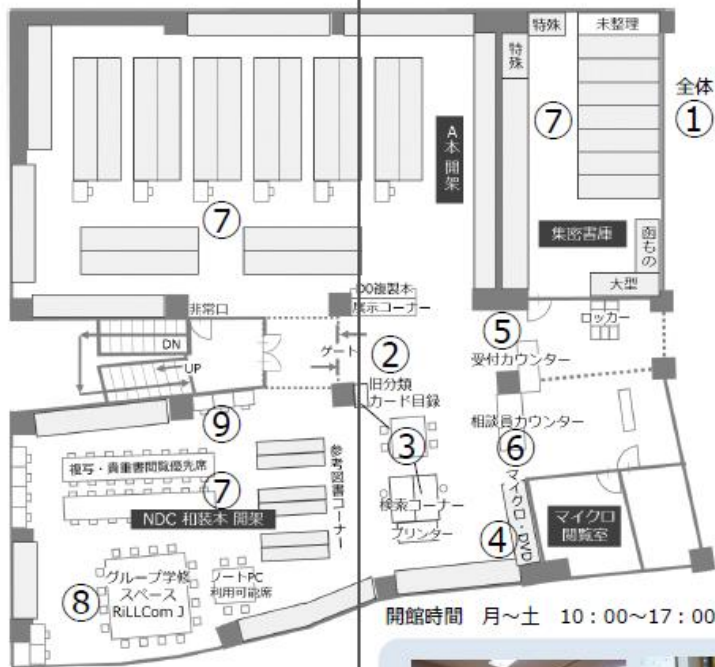 特殊
未整理
特殊
全体
①
⑦
A本 開架
⑦
集密書庫
函もの
大型
D0複製本
展示コーナー
非常口
ロッカー
DN
ゲート
②
⑤
受付カウンター
UP
旧分類
カード目録
⑨
③
相談員カウンター
⑥
複写・貴重書閲覧優先席
⑦
参考図書コーナー
NDC 和装本 開架
検索コーナー
プリンター
④
マイクロ・DVD
マイクロ
閲覧室
⑧
グループ学修
スペース
RiLLCom J
ノートPC
利用可能席
開館時間 月～土 10：00～17：00